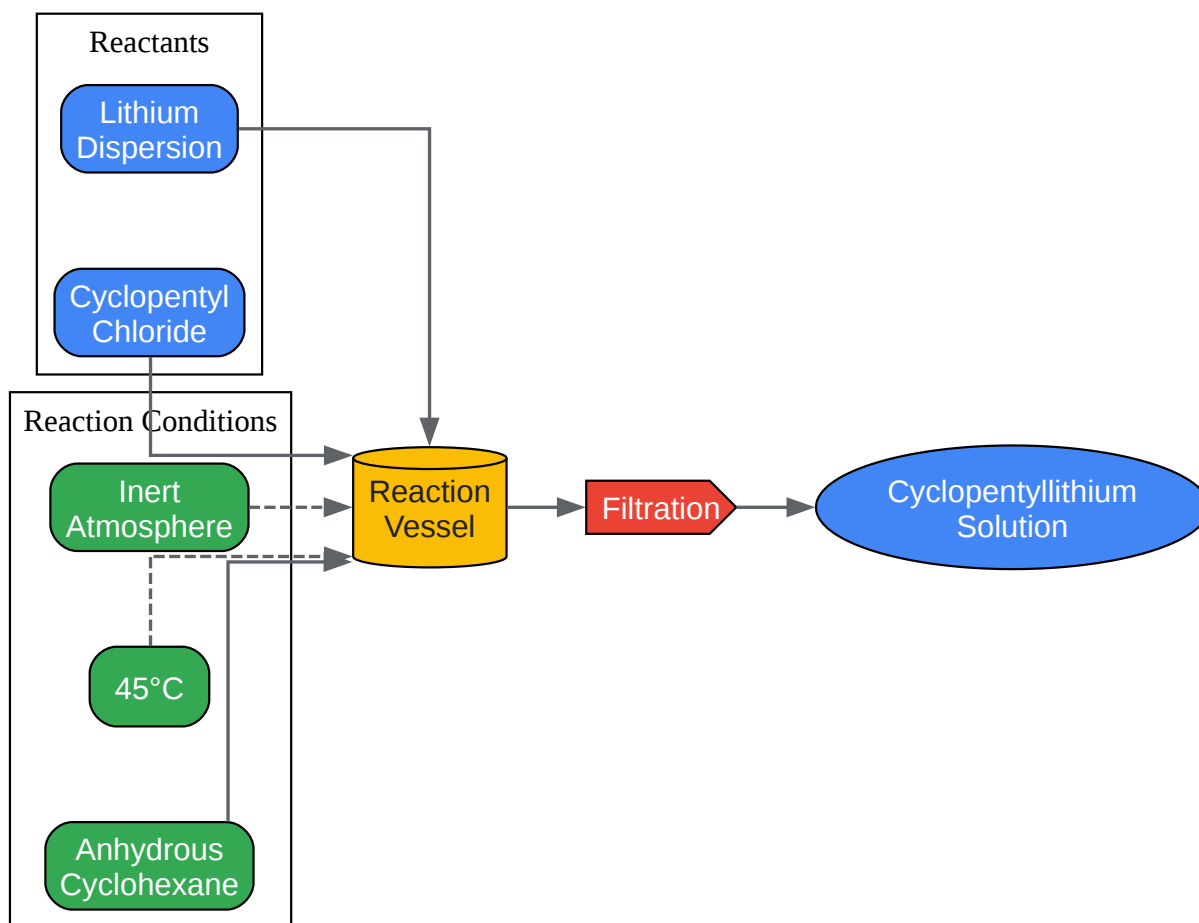 Reactants
Lithium
Dispersion
Cyclopentyl
Chloride
Reaction Conditions
Inert
Atmosphere
45°C
Anhydrous
Cyclohexane
Reaction
Vessel
Filtration
Cyclopentyllithium
Solution